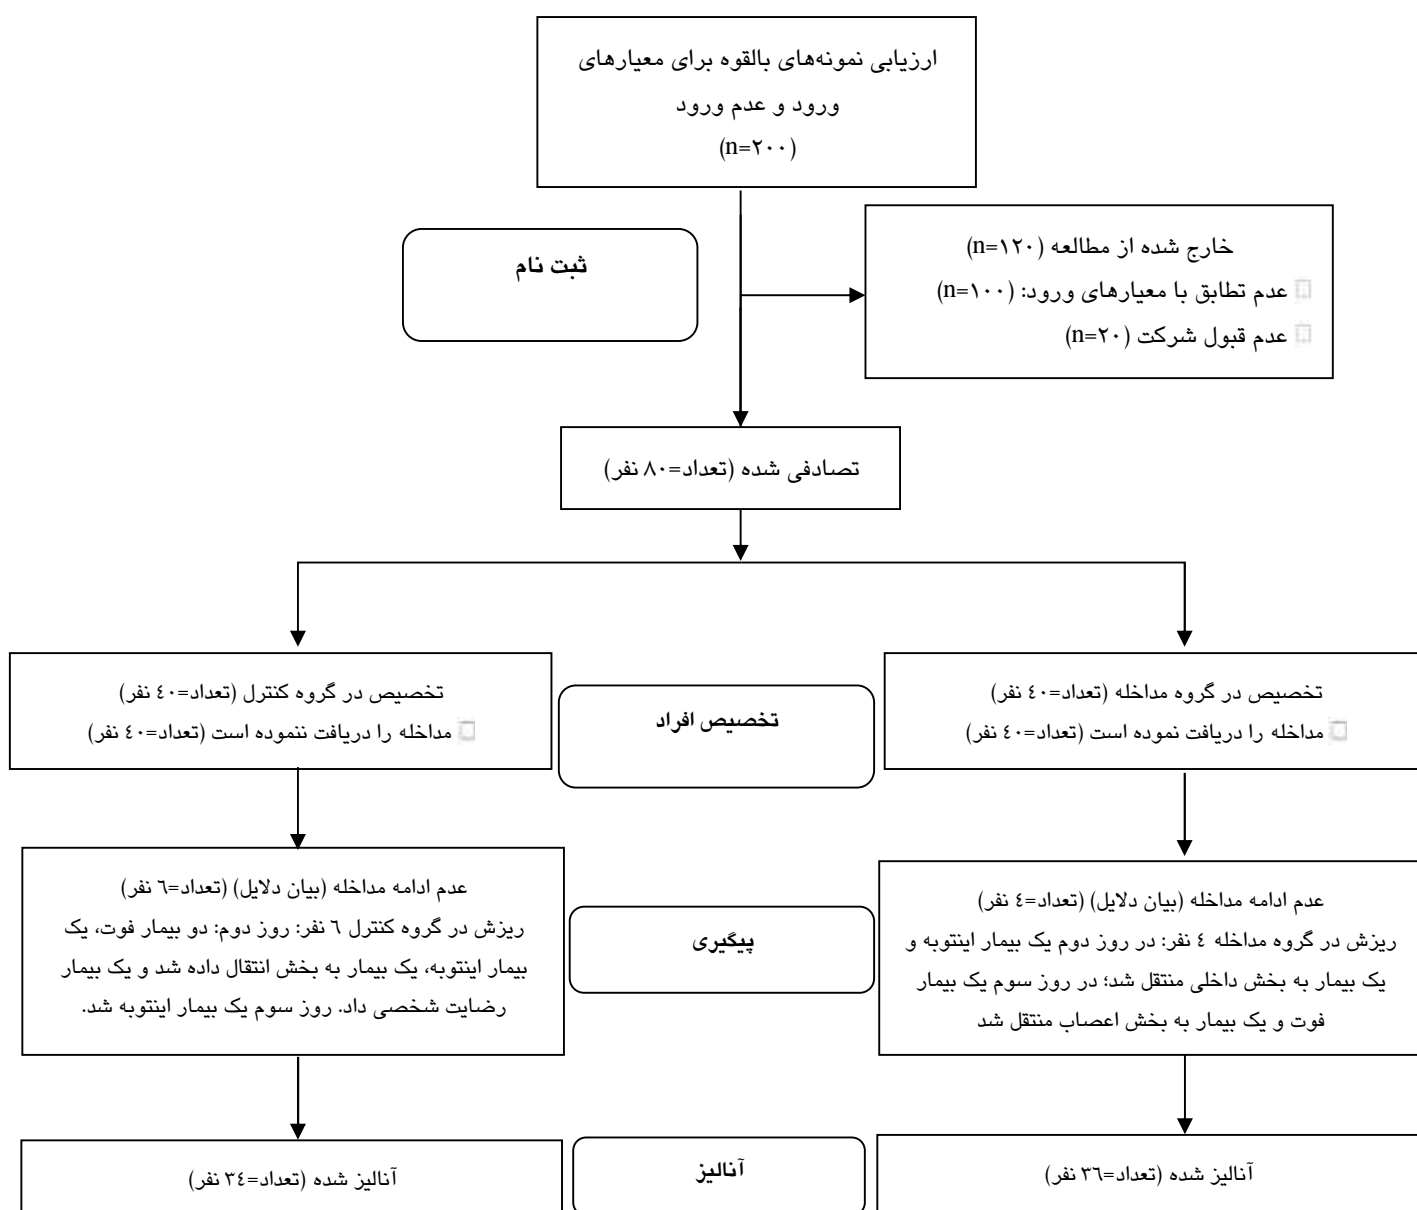 ارزیابی نمونه‌های بالقوه برای معیارهای
ورود و عدم ورود
(n=۲۰۰)
ثبت نام
خارج شده از مطالعه (n=۱۲۰)
عدم تطابق با معیارهای ورود: (n=۱۰۰)
عدم قبول شرکت (n=۲۰)
تصادفی شده (تعداد=۸۰ نفر)
تخصیص در گروه مداخله (تعداد=٤۰ نفر)
مداخله را دریافت نموده است (تعداد=٤۰ نفر)
تخصیص افراد
تخصیص در گروه کنترل (تعداد=٤۰ نفر)
مداخله را دریافت ننموده است (تعداد=٤۰ نفر)
عدم ادامه مداخله (بیان دلایل) (تعداد=٤ نفر)
ریزش در گروه مداخله ٤ نفر: در روز دوم یک بیمار اینتوبه و
یک بیمار به بخش داخلی منتقل شد؛ در روز سوم یک بیمار
فوت و یک بیمار به بخش اعصاب منتقل شد
پیگیری
عدم ادامه مداخله (بیان دلایل) (تعداد=٦ نفر)
ریزش در گروه کنترل ٦ نفر: روز دوم: دو بیمار فوت، یک
بیمار اینتوبه، یک بیمار به بخش انتقال داده شد و یک بیمار
رضایت شخصی داد. روز سوم یک بیمار اینتوبه شد.
آنالیز شده (تعداد=۳٦ نفر)
آنالیز
آنالیز شده (تعداد=۳٤ نفر)